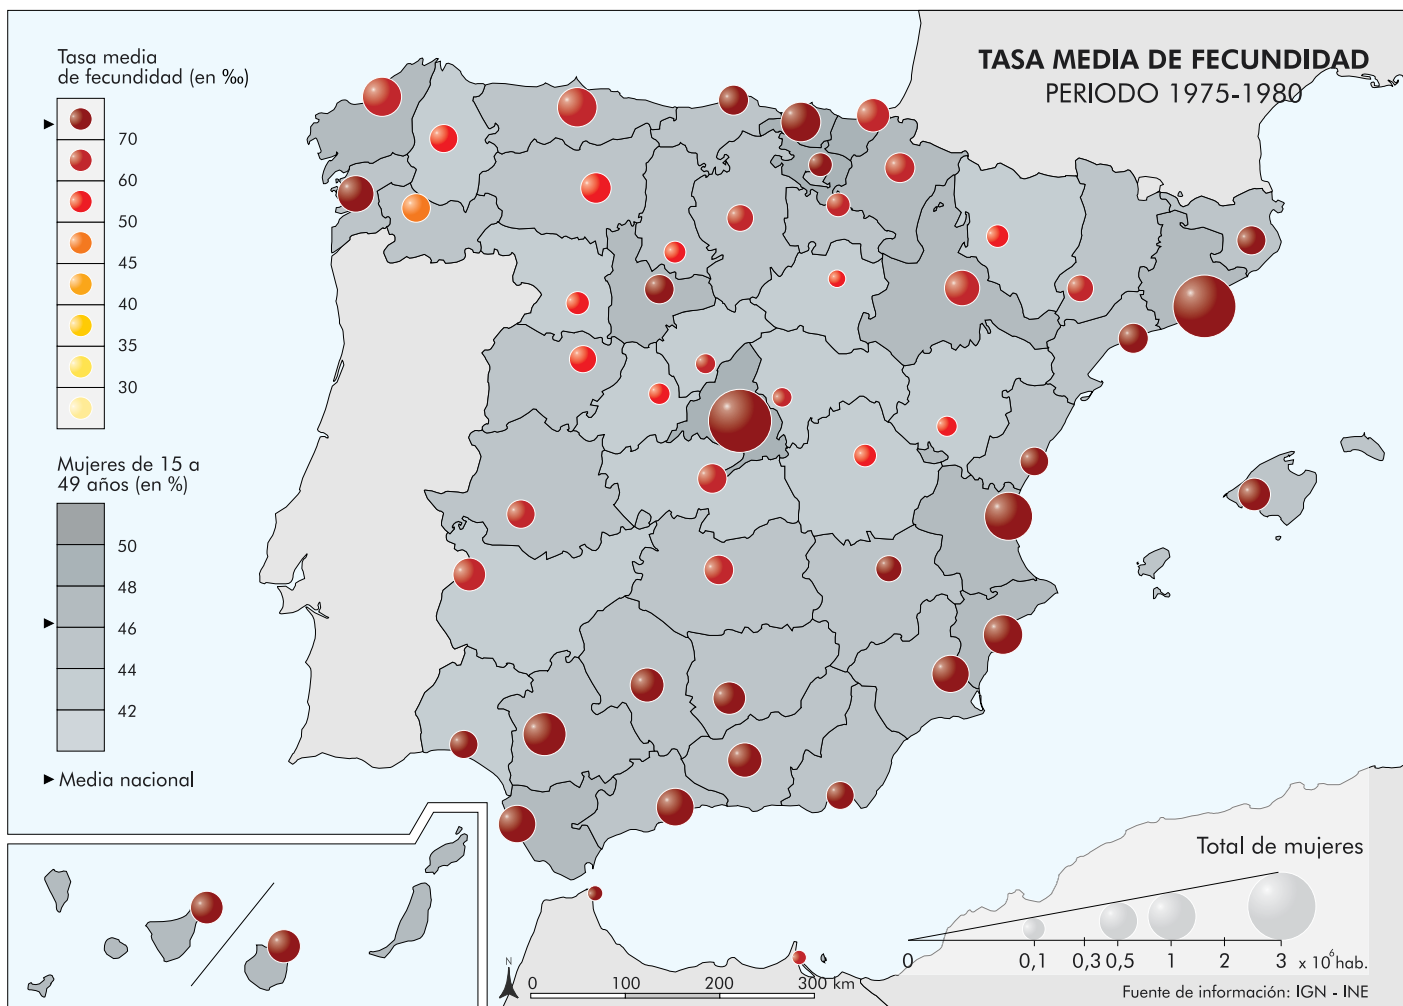 TASA MEDIA DE FECUNDIDAD
PERIODO 1975-1980
Tasa media
de fecundidad (en ‰)
70
60
50
45
40
35
30
Mujeres de 15 a
49 años (en %)
50
48
46
44
42
Media nacional
Total de mujeres
0 0,1 0,3 0,5 1 2 3 x 10⁶ hab.
N
0 100 200 300 km
Fuente de información: IGN - INE